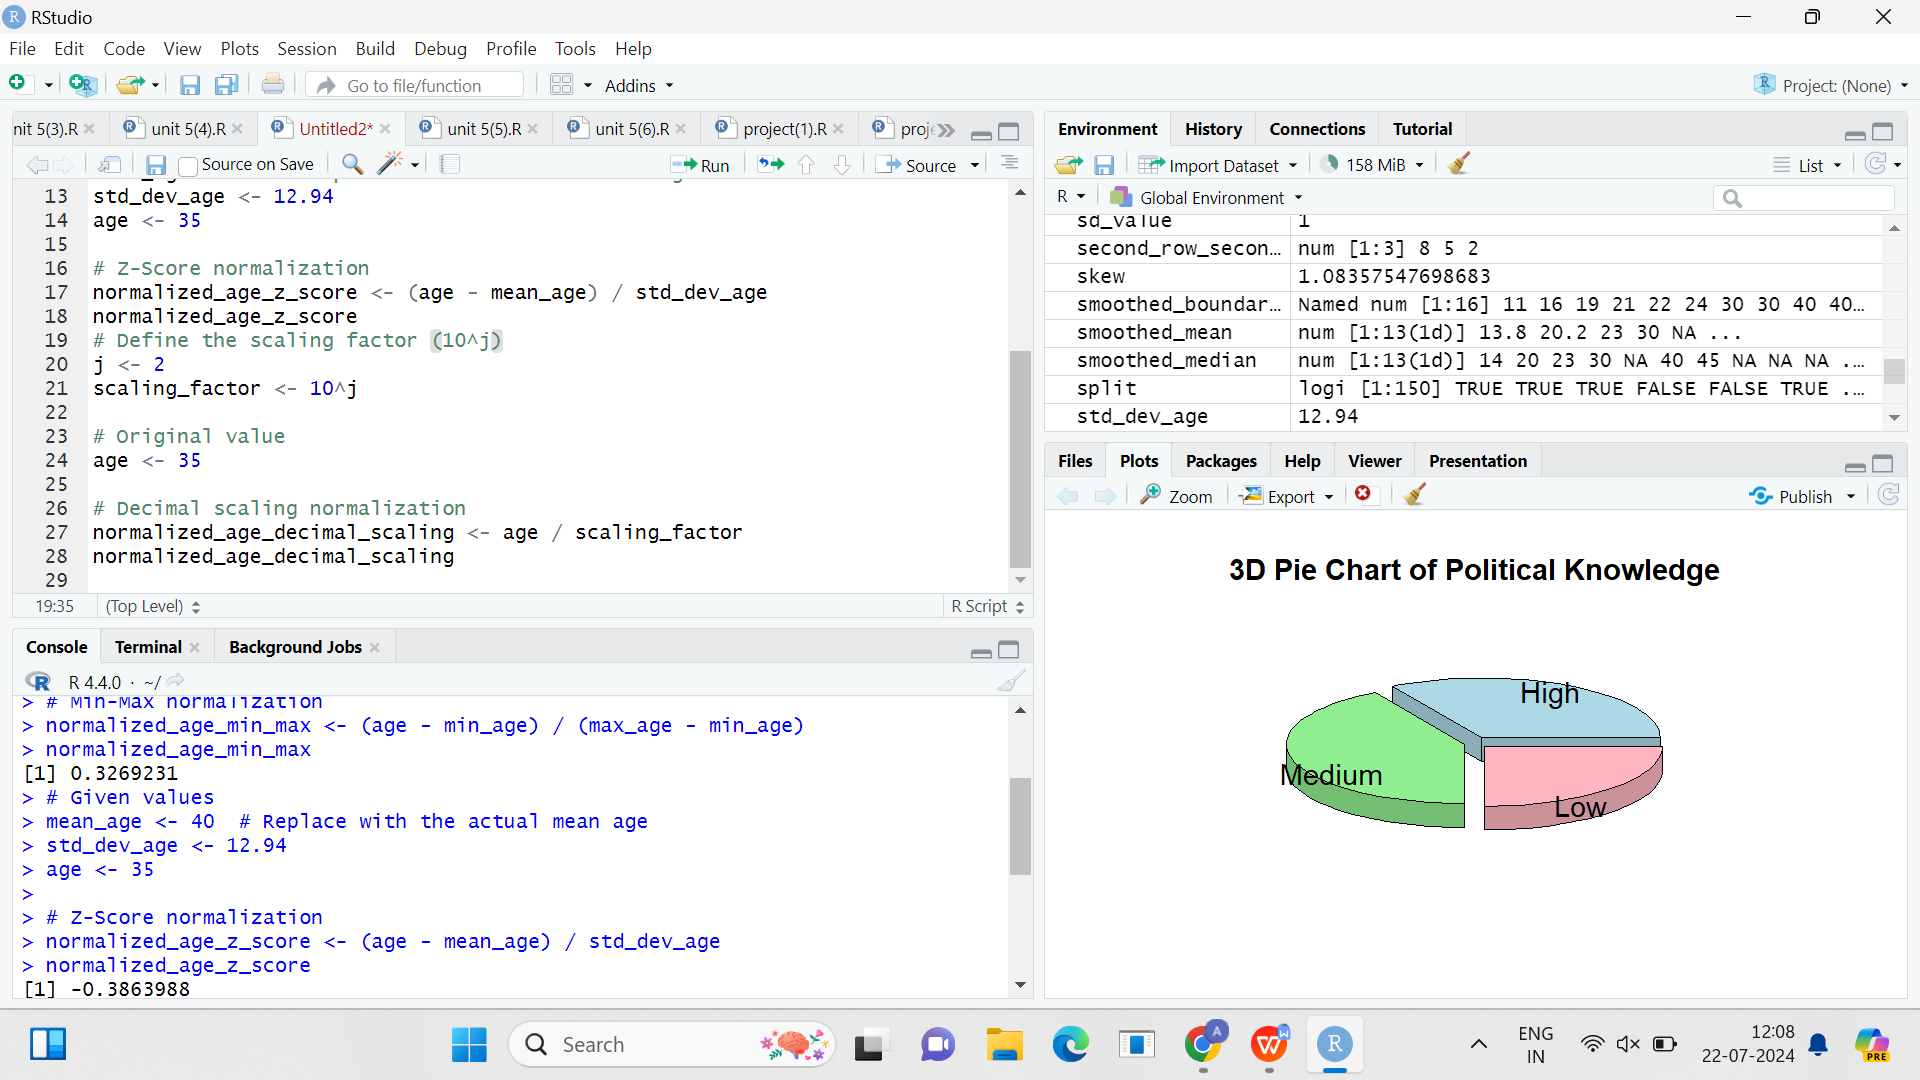 RStudio
File Edit Code View Plots Session Build Debug Profile Tools Help
Go to file/function Addins Project: (None)
nit 5(3).R unit 5(4).R Untitled2* unit 5(5).R unit 5(6).R project(1).R proje
Source on Save Run Source
13 std_dev_age <- 12.94
14 age <- 35
15
16 # Z-Score normalization
17 normalized_age_z_score <- (age - mean_age) / std_dev_age
18 normalized_age_z_score
19 # Define the scaling factor (10^j)
20 j <- 2
21 scaling_factor <- 10^j
22
23 # Original value
24 age <- 35
25
26 # Decimal scaling normalization
27 normalized_age_decimal_scaling <- age / scaling_factor
28 normalized_age_decimal_scaling
29
19:35 (Top Level) R Script
Console Terminal Background Jobs
R 4.4.0 · ~/
> # Min-Max normalization
> normalized_age_min_max <- (age - min_age) / (max_age - min_age)
> normalized_age_min_max
[1] 0.3269231
> # Given values
> mean_age <- 40  # Replace with the actual mean age
> std_dev_age <- 12.94
> age <- 35
>
> # Z-Score normalization
> normalized_age_z_score <- (age - mean_age) / std_dev_age
> normalized_age_z_score
[1] -0.3863988
Environment History Connections Tutorial
Import Dataset 158 MiB List
R Global Environment
sd_value 1
second_row_secon… num [1:3] 8 5 2
skew 1.08357547698683
smoothed_boundar… Named num [1:16] 11 16 19 21 22 24 30 30 40 40…
smoothed_mean num [1:13(1d)] 13.8 20.2 23 30 NA ...
smoothed_median num [1:13(1d)] 14 20 23 30 NA 40 45 NA NA NA .…
split logi [1:150] TRUE TRUE TRUE FALSE FALSE TRUE .…
std_dev_age 12.94
Files Plots Packages Help Viewer Presentation
Zoom Export Publish
3D Pie Chart of Political Knowledge
High
Medium
Low
Search
ENG
IN
12:08
22-07-2024
PRE